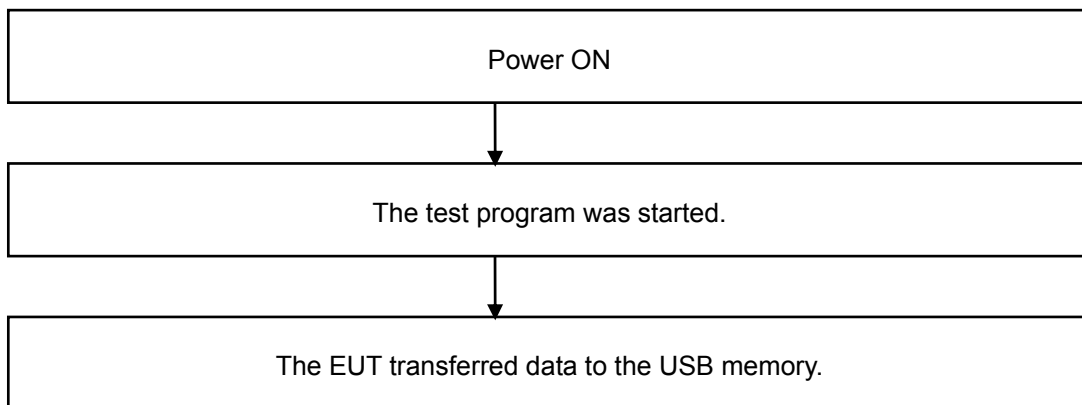 Power ON
The test program was started.
The EUT transferred data to the USB memory.